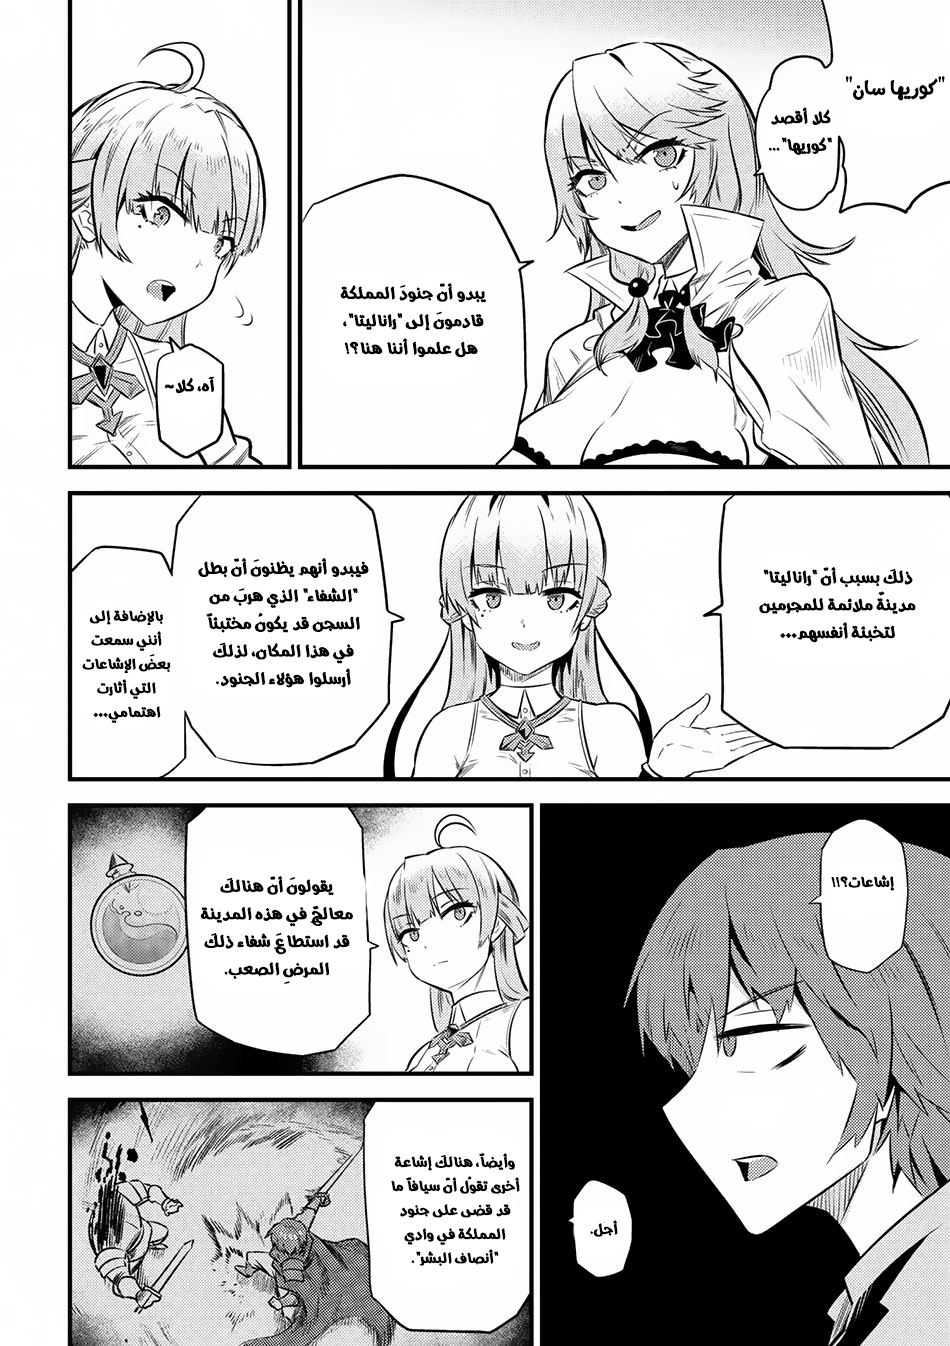 "كوريها سان"
كلا أقصد
"كوريها"...
يبدو أنّ جنودَ المملكة
قادمونَ إلى "راناليتا"،
هل علموا أننا هنا؟!
آه، كلا~
ذلكَ بسبب أنّ "راناليتا"
مدينةٌ ملائمة للمجرمين
لتخبئة أنفسهم...
فيبدو أنهم يظنونَ أنّ بطل
"الشفاء" الذي هربَ من
السجن قد يكونُ مختبئاً
في هذا المكان، لذلكَ
أرسلوا هؤلاء الجنود.
بالإضافة إلى
أنني سمعت
بعضَ الإشاعات
التي أثارت
اهتمامي...
إشاعات؟!!
أجل.
يقولونَ أنّ هنالكَ
معالجٌ في هذه المدينة
قد استطاعَ شفاء ذلكَ
المرضِ الصعب.
وأيضاً، هنالكَ إشاعة
أخرى تقولُ أنّ سيافاً ما
قد قضى على جنود
المملكة في وادي
"أنصاف البشر".